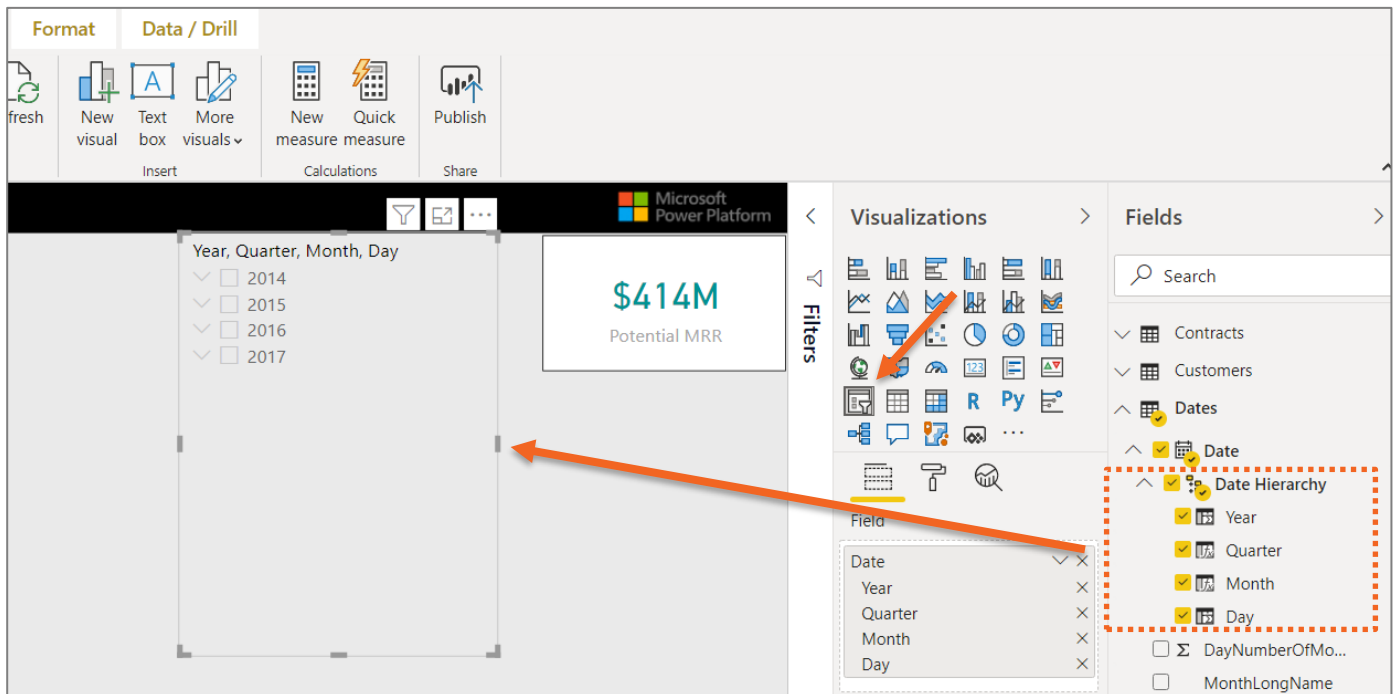 Format
Data / Drill
fresh
New
visual
Text
box
More
visuals
New
measure
Quick
measure
Publish
Insert
Calculations
Share
Microsoft
Power Platform
Year, Quarter, Month, Day
2014
2015
2016
2017
$414M
Potential MRR
Filters
Visualizations
123
R
Py
Field
Date
Year
Quarter
Month
Day
Fields
Search
Contracts
Customers
Dates
Date
Date Hierarchy
Year
Quarter
Month
Day
Σ DayNumberOfMo...
MonthLongName